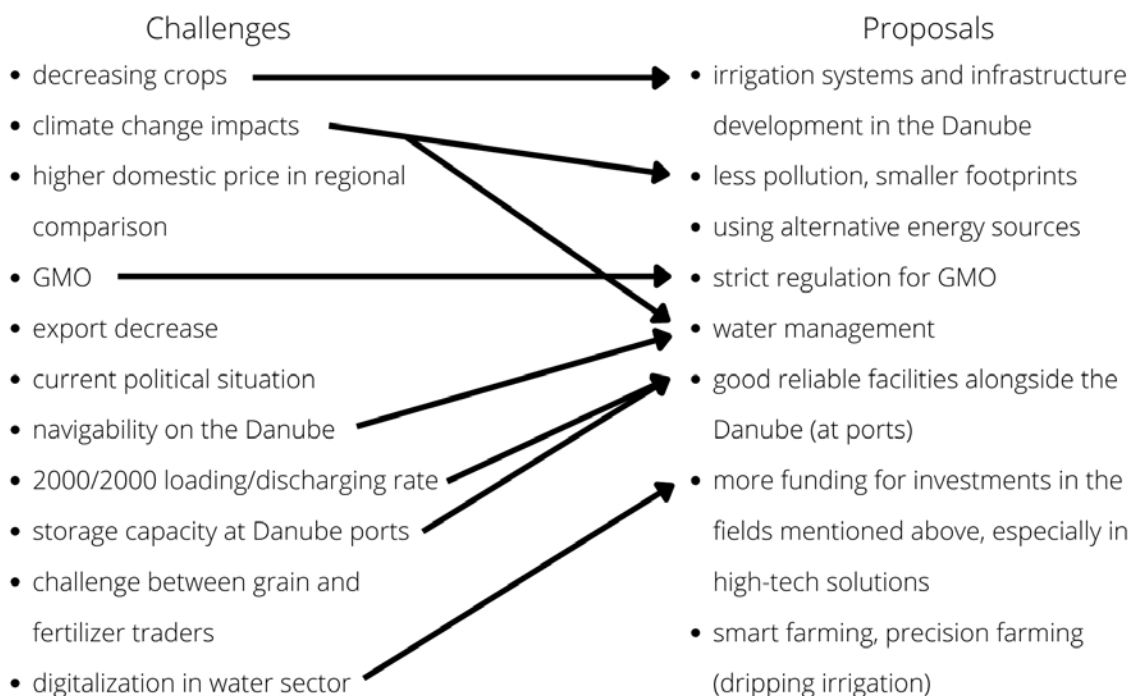 Challenges
• decreasing crops
• climate change impacts
• higher domestic price in regional
comparison
• GMO
• export decrease
• current political situation
• navigability on the Danube
• 2000/2000 loading/discharging rate
• storage capacity at Danube ports
• challenge between grain and
fertilizer traders
• digitalization in water sector
Proposals
• irrigation systems and infrastructure
development in the Danube
• less pollution, smaller footprints
• using alternative energy sources
• strict regulation for GMO
• water management
• good reliable facilities alongside the
Danube (at ports)
• more funding for investments in the
fields mentioned above, especially in
high-tech solutions
• smart farming, precision farming
(dripping irrigation)